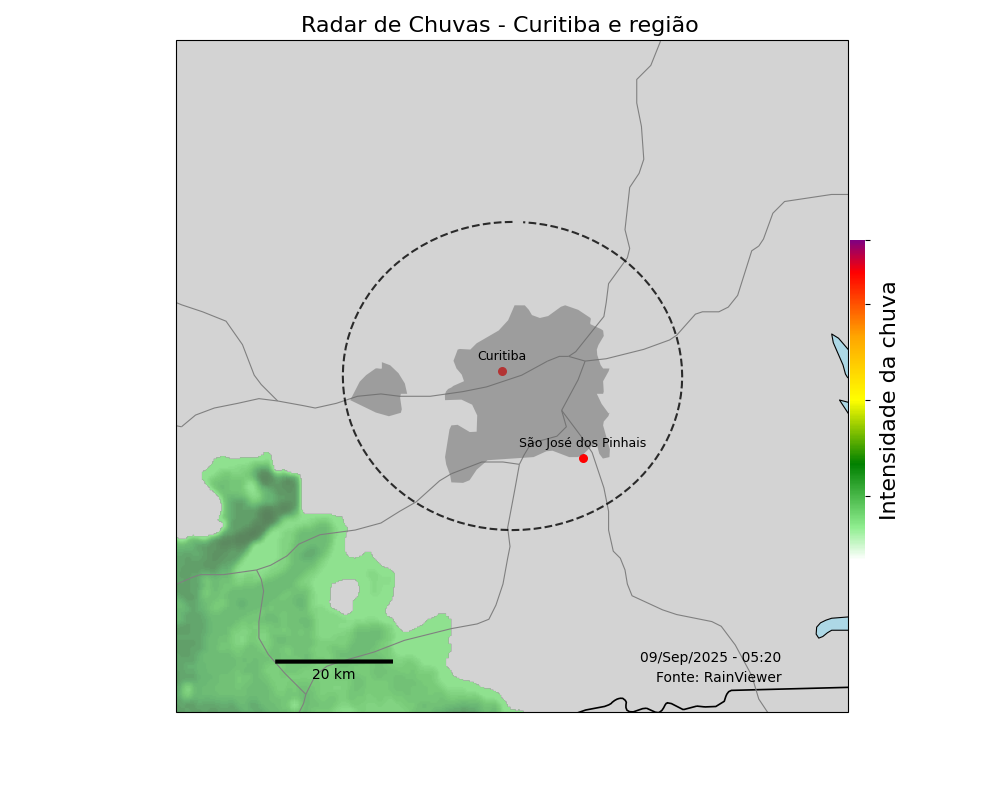 Radar de Chuvas - Curitiba e região
Curitiba
São José dos Pinhais
Intensidade da chuva
09/Sep/2025 - 05:20
20 km
Fonte: RainViewer